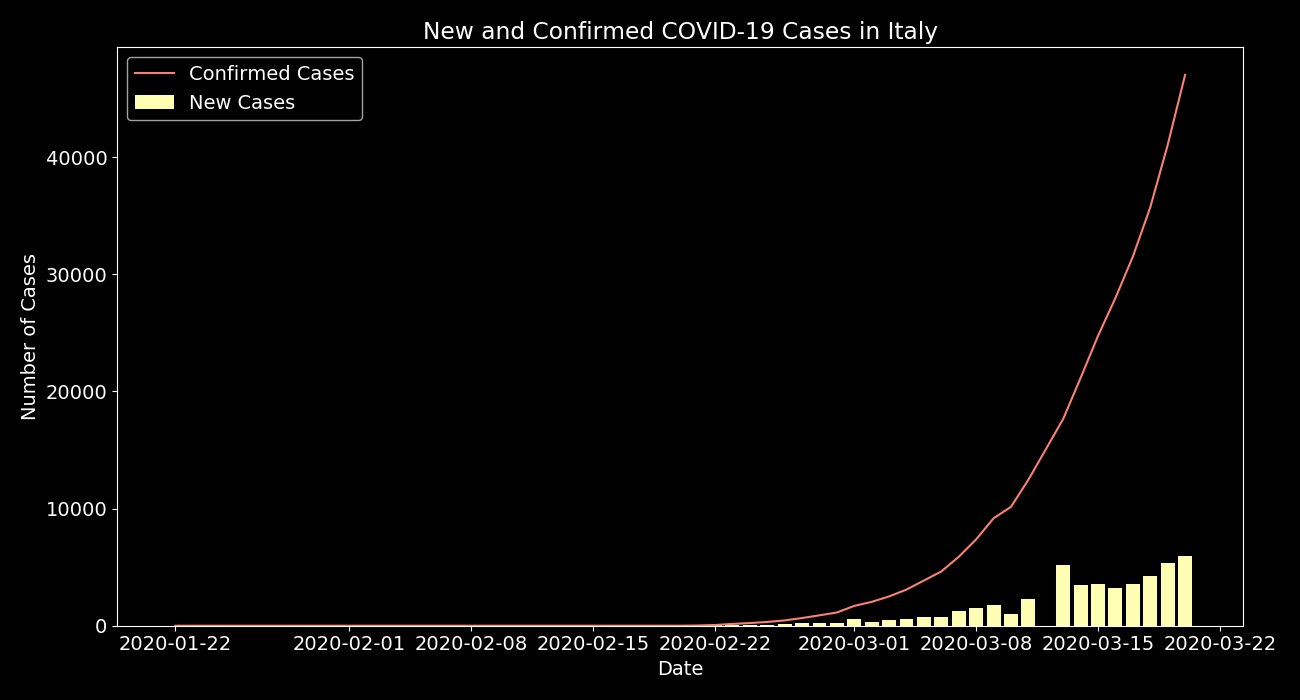 New and Confirmed COVID-19 Cases in Italy
Confirmed Cases
New Cases
40000
30000
20000
10000
0
Number of Cases
2020-01-22 2020-02-01 2020-02-08 2020-02-15 2020-02-22 2020-03-01 2020-03-08 2020-03-15 2020-03-22
Date